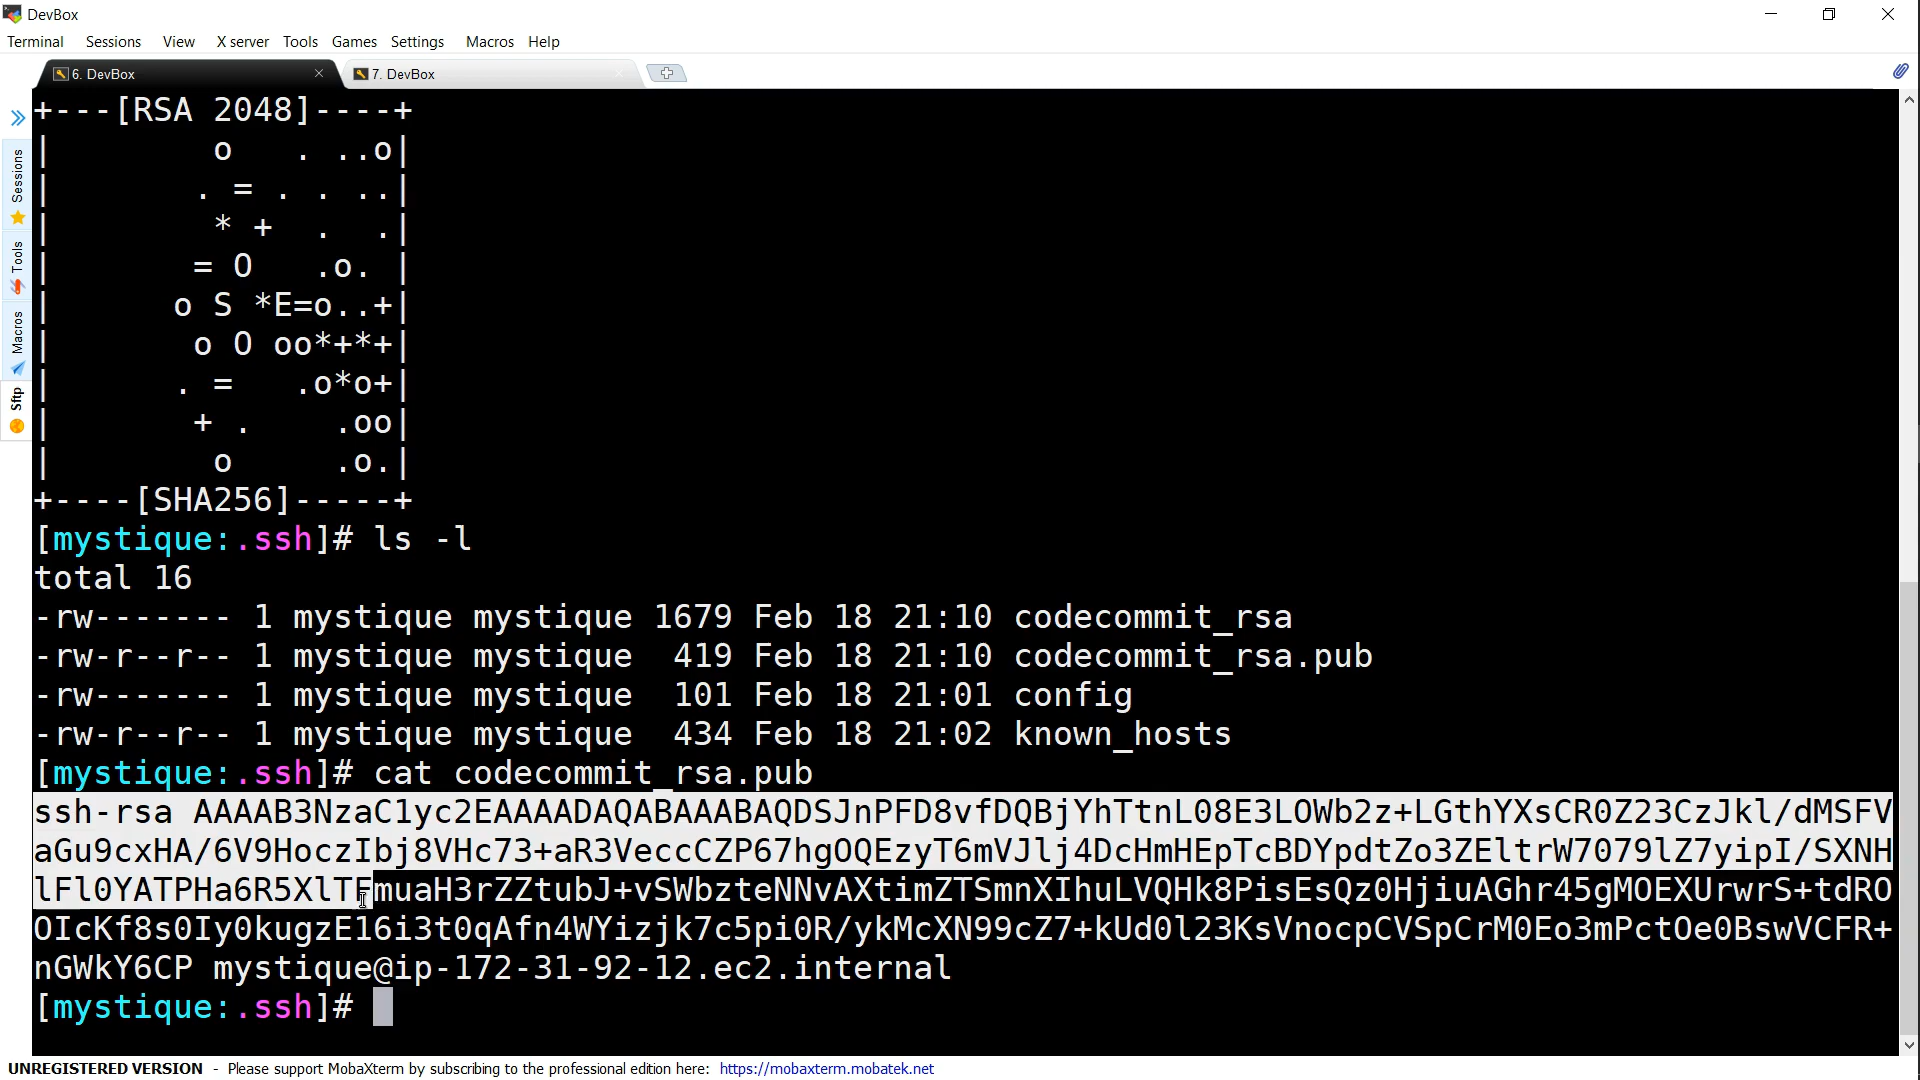 DevBox
Terminal Sessions View X server Tools Games Settings Macros Help
6. DevBox 7. DevBox
Sessions
Tools
Macros
Sftp
+---[RSA 2048]----+
|        o   . ..o|
|       . = . . ..|
|        * +  .  .|
|       = O   .o. |
|      o S *E=o..+|
|       o O oo*+*+|
|      . =   .o*o+|
|       + .    .oo|
|        o     .o.|
+----[SHA256]-----+
[mystique:.ssh]# ls -l
total 16
-rw------- 1 mystique mystique 1679 Feb 18 21:10 codecommit_rsa
-rw-r--r-- 1 mystique mystique  419 Feb 18 21:10 codecommit_rsa.pub
-rw------- 1 mystique mystique  101 Feb 18 21:01 config
-rw-r--r-- 1 mystique mystique  434 Feb 18 21:02 known_hosts
[mystique:.ssh]# cat codecommit_rsa.pub
ssh-rsa AAAAB3NzaC1yc2EAAAADAQABAAABAQDSJnPFD8vfDQBjYhTtnL08E3LOWb2z+LGthYXsCR0Z23CzJkl/dMSFV
aGu9cxHA/6V9HoczIbj8VHc73+aR3VeccCZP67hgOQEzyT6mVJlj4DcHmHEpTcBDYpdtZo3ZEltrW7079lZ7yipI/SXNH
lFl0YATPHa6R5XlTFmuaH3rZZtubJ+vSWbzteNNvAXtimZTSmnXIhuLVQHk8PisEsQz0HjiuAGhr45gMOEXUrwrS+tdRO
OIcKf8s0Iy0kugzE16i3t0qAfn4WYizjk7c5pi0R/ykMcXN99cZ7+kUd0l23KsVnocpCVSpCrM0Eo3mPctOe0BswVCFR+
nGWkY6CP mystique@ip-172-31-92-12.ec2.internal
[mystique:.ssh]#
UNREGISTERED VERSION - Please support MobaXterm by subscribing to the professional edition here: https://mobaxterm.mobatek.net